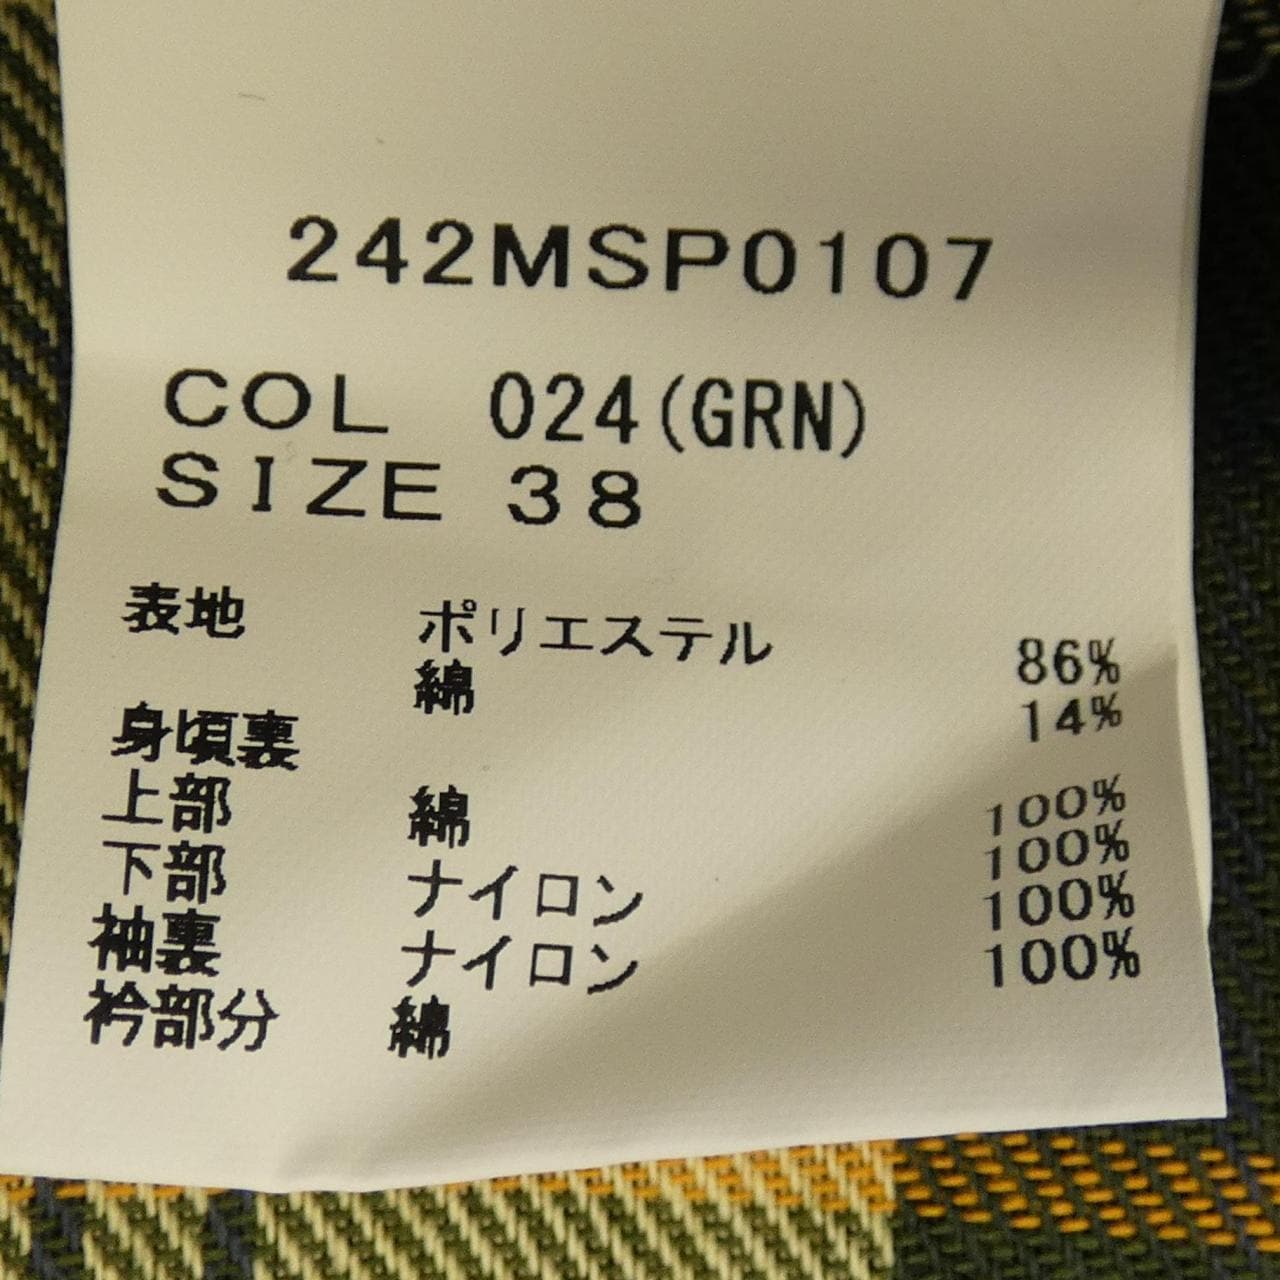 242MSP0107
COL 024(GRN)
SIZE 38
表地 ポリエステル 86%
綿 14%
身頃裏
上部 綿 100%
下部 ナイロン 100%
袖裏 ナイロン 100%
衿部分 綿 100%